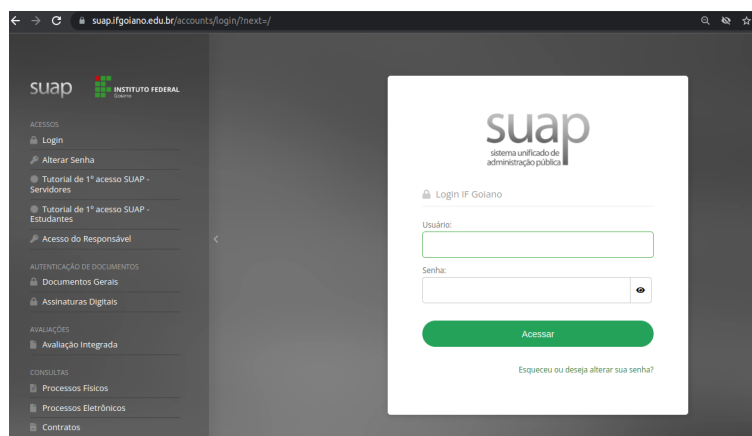 suap.ifgoiano.edu.br/accounts/login/?next=/
suap
INSTITUTO FEDERAL
Goiano
ACESSOS
Login
Alterar Senha
Tutorial de 1º acesso SUAP -
Servidores
Tutorial de 1º acesso SUAP -
Estudantes
Acesso do Responsável
AUTENTICAÇÃO DE DOCUMENTOS
Documentos Gerais
Assinaturas Digitais
AVALIAÇÕES
Avaliação Integrada
CONSULTAS
Processos Físicos
Processos Eletrônicos
Contratos
suap
sistema unificado de
administração pública
Login IF Goiano
Usuário:
Senha:
Acessar
Esqueceu ou deseja alterar sua senha?